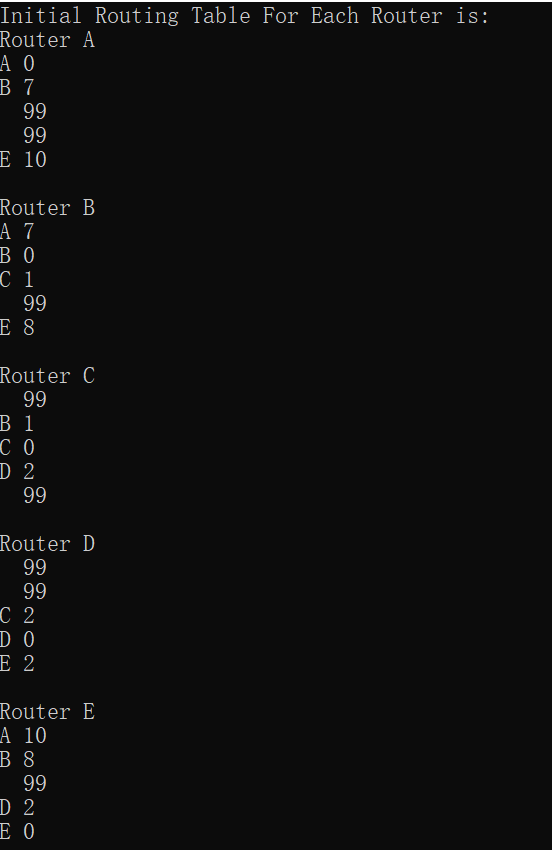 Initial Routing Table For Each Router is:
Router A
A 0
B 7
  99
  99
E 10

Router B
A 7
B 0
C 1
  99
E 8

Router C
  99
B 1
C 0
D 2
  99

Router D
  99
  99
C 2
D 0
E 2

Router E
A 10
B 8
  99
D 2
E 0